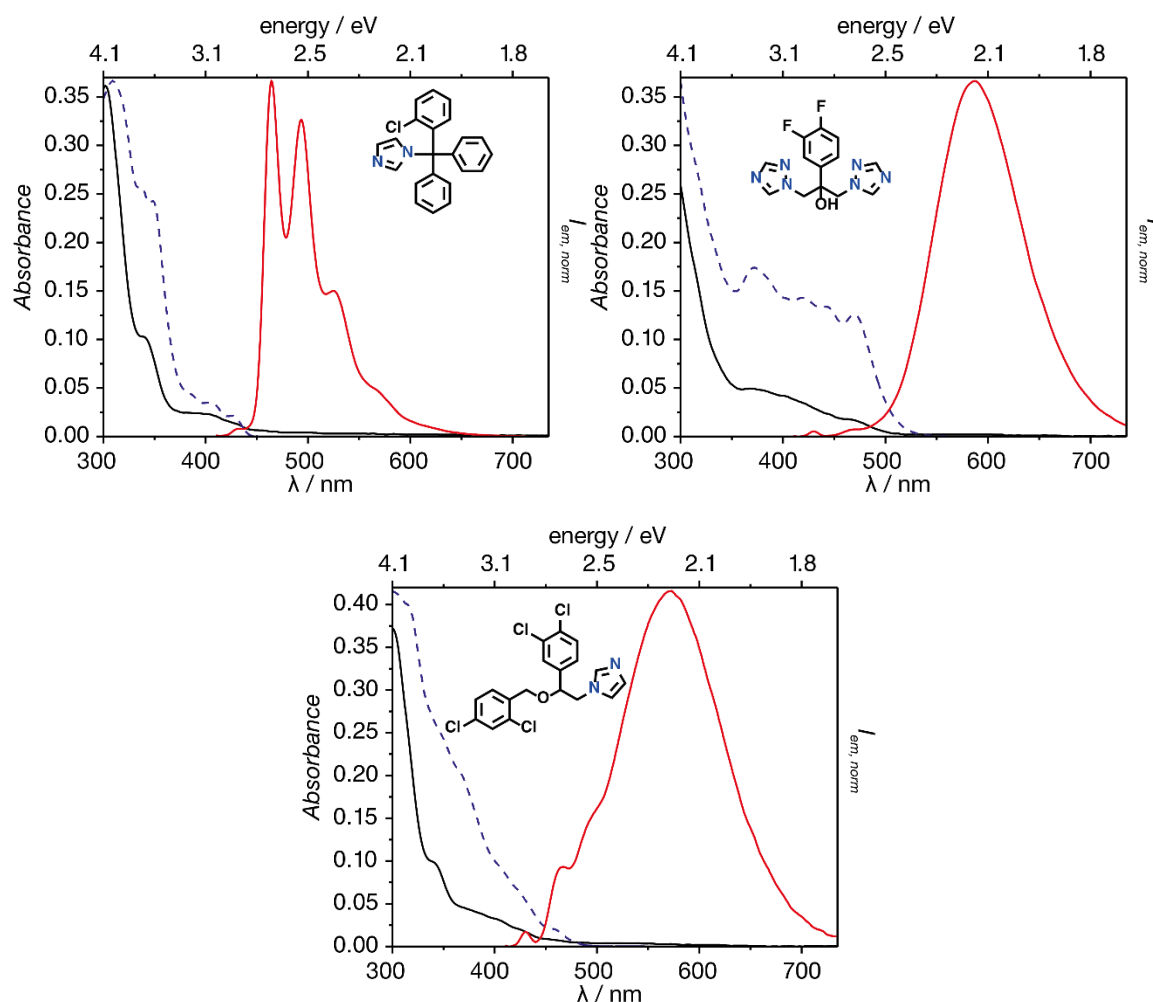 energy / eV
4.1 3.1 2.5 2.1 1.8
0.35
0.30
0.25
0.20
0.15
0.10
0.05
0.00
Absorbance
I em, norm
Cl
N
N
300 400 500 600 700
λ / nm
energy / eV
4.1 3.1 2.5 2.1 1.8
0.35
0.30
0.25
0.20
0.15
0.10
0.05
0.00
Absorbance
I em, norm
F
F
N N
N N
N N
OH
300 400 500 600 700
λ / nm
energy / eV
4.1 3.1 2.5 2.1 1.8
0.40
0.35
0.30
0.25
0.20
0.15
0.10
0.05
0.00
Absorbance
I em, norm
Cl
Cl
N
N
O
Cl
Cl
300 400 500 600 700
λ / nm